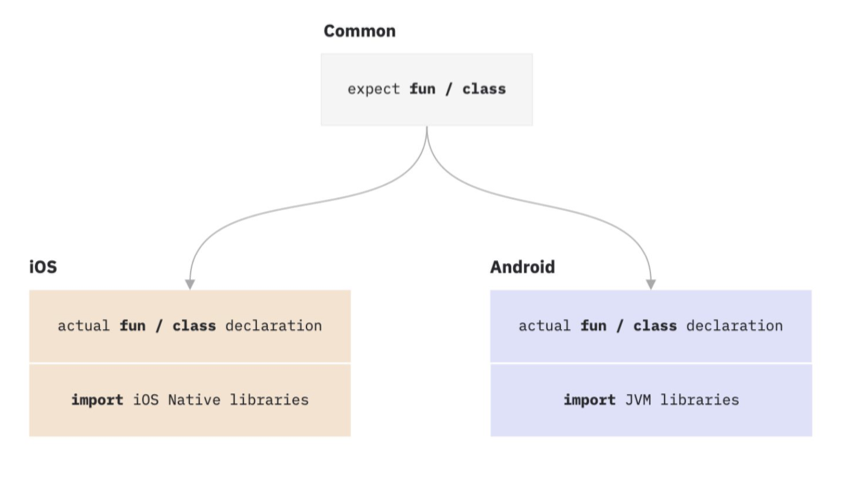 Common
expect fun / class
iOS
actual fun / class declaration
import iOS Native libraries
Android
actual fun / class declaration
import JVM libraries